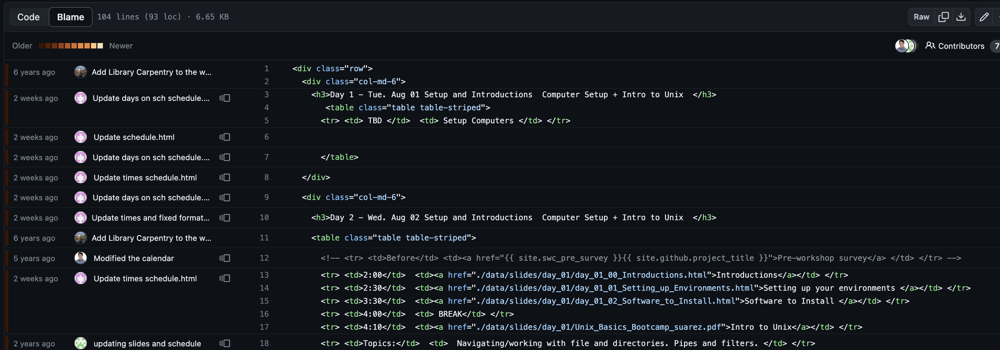 Code Blame 104 lines (93 loc) · 6.65 KB Raw
Older Newer Contributors 7
6 years ago Add Library Carpentry to the w... 1 <div class="row">
2 <div class="col-md-6">
2 weeks ago Update days on sch schedule.... 3 <h3>Day 1 - Tue. Aug 01 Setup and Introductions  Computer Setup + Intro to Unix  </h3>
4 <table class="table table-striped">
5 <tr> <td> TBD </td>  <td> Setup Computers </td> </tr>
2 weeks ago Update schedule.html 6
2 weeks ago Update days on sch schedule.... 7 </table>
2 weeks ago Update times schedule.html 8 </div>
2 weeks ago Update days on sch schedule.... 9 <div class="col-md-6">
2 weeks ago Update times and fixed format... 10 <h3>Day 2 - Wed. Aug 02 Setup and Introductions  Computer Setup + Intro to Unix  </h3>
6 years ago Add Library Carpentry to the w... 11 <table class="table table-striped">
5 years ago Modified the calendar 12 <!-- <tr> <td>Before</td> <td><a href="{{ site.swc_pre_survey }}{{ site.github.project_title }}">Pre-workshop survey</a> </td> </tr> -->
2 weeks ago Update times schedule.html 13 <tr> <td>2:00</td>  <td><a href="./data/slides/day_01/day_01_00_Introductions.html">Introductions</a></td> </tr>
14 <tr> <td>2:30</td>  <td><a href="./data/slides/day_01/day_01_01_Setting_up_Environments.html">Setting up your environments </a></td> </tr>
15 <tr> <td>3:30</td>  <td><a href="./data/slides/day_01/day_01_02_Software_to_Install.html">Software to Install </a></td> </tr>
16 <tr> <td>4:00</td>  <td> BREAK</td> </tr>
17 <tr> <td>4:10</td>  <td><a href="./data/slides/day_01/Unix_Basics_Bootcamp_suarez.pdf">Intro to Unix</a></td> </tr>
2 years ago updating slides and schedule 18 <tr> <td>Topics:</td>  <td>  Navigating/working with file and directories. Pipes and filters. </td> </tr>